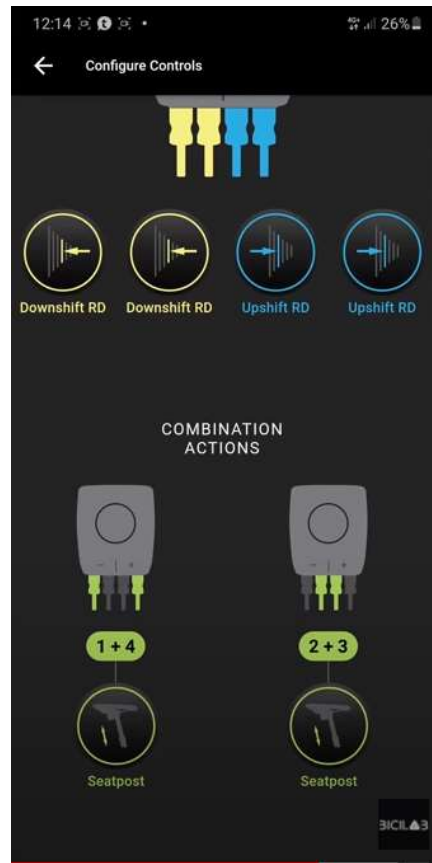 12:14
4G+ 26%
Configure Controls
Downshift RD Downshift RD Upshift RD Upshift RD
COMBINATION
ACTIONS
- + - +
1 + 4 2 + 3
Seatpost Seatpost
BICILAB